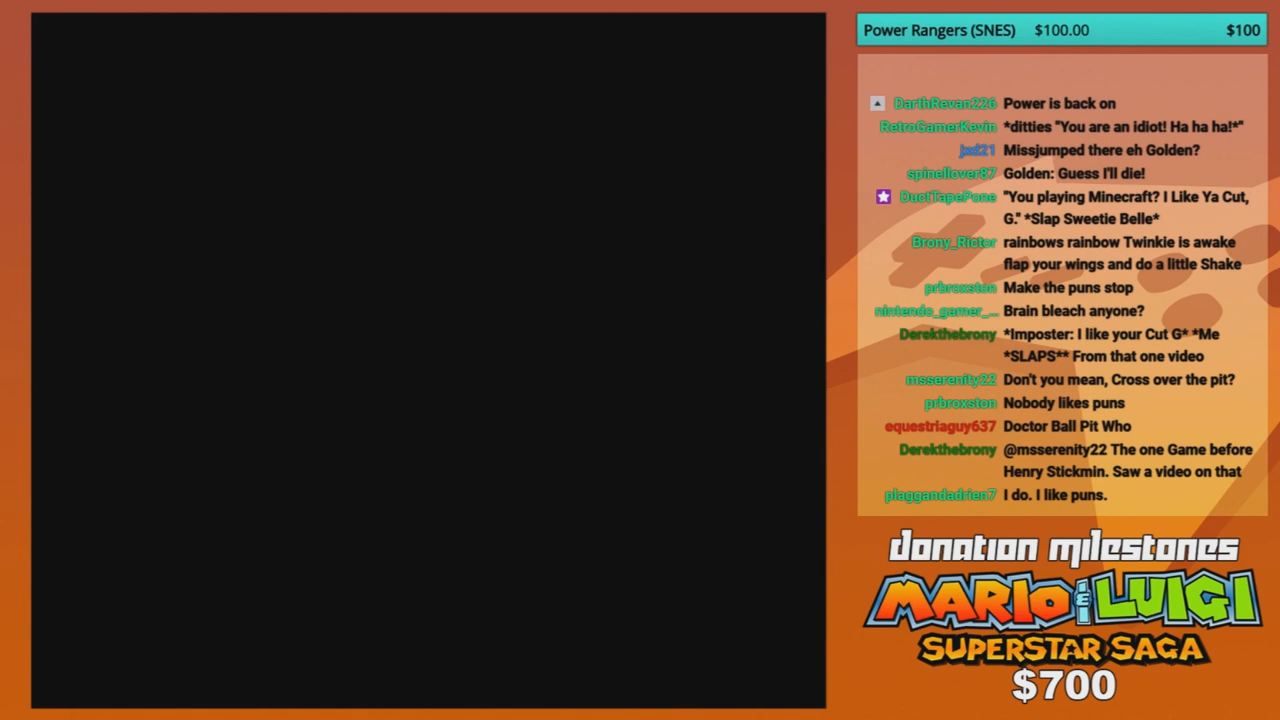 Power Rangers (SNES) $100.00 $100
DarthRevan226 Power is back on
RetroGamerKevin *ditties "You are an idiot! Ha ha ha!*"
jxd21 Missjumped there eh Golden?
spinellover87 Golden: Guess I'll die!
DuctTapePone "You playing Minecraft? I Like Ya Cut,
G." *Slap Sweetie Belle*
Brony_Rictor rainbows rainbow Twinkie is awake
flap your wings and do a little Shake
prbroxston Make the puns stop
nintendo_gamer_... Brain bleach anyone?
Derekthebrony *Imposter: I like your Cut G* *Me
*SLAPS** From that one video
msserenity22 Don't you mean, Cross over the pit?
prbroxston Nobody likes puns
equestriaguy637 Doctor Ball Pit Who
Derekthebrony @msserenity22 The one Game before
Henry Stickmin. Saw a video on that
plaggandadrien7 I do. I like puns.
donation milestones
MARIO & LUIGI
SUPERSTAR SAGA
$700